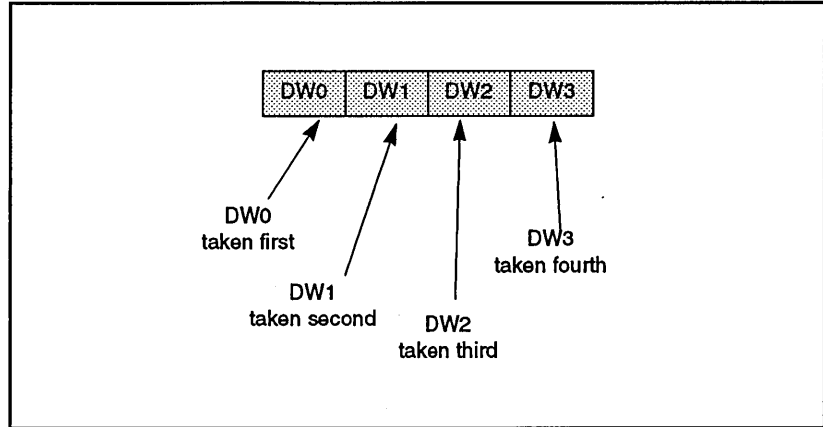 DW0 DW1 DW2 DW3
DW0
taken first
DW1
taken second
DW2
taken third
DW3
taken fourth